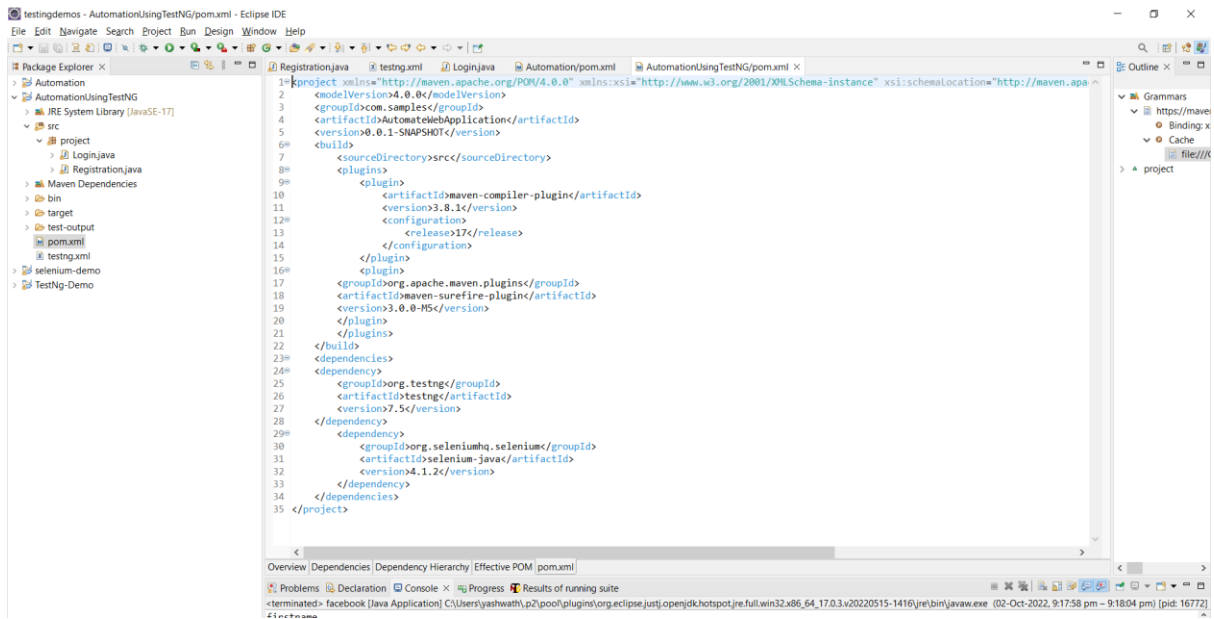 testingdemos - AutomationUsingTestNG/pom.xml - Eclipse IDE
File Edit Navigate Search Project Run Design Window Help
Package Explorer
Automation
AutomationUsingTestNG
JRE System Library [JavaSE-17]
src
project
Login.java
Registration.java
Maven Dependencies
bin
target
test-output
pom.xml
testng.xml
selenium-demo
TestNg-Demo
Registration.java testng.xml Login.java Automation/pom.xml AutomationUsingTestNG/pom.xml
1 <project xmlns="http://maven.apache.org/POM/4.0.0" xmlns:xsi="http://www.w3.org/2001/XMLSchema-instance" xsi:schemaLocation="http://maven.apa
2 <modelVersion>4.0.0</modelVersion>
3 <groupId>com.samples</groupId>
4 <artifactId>AutomateWebApplication</artifactId>
5 <version>0.0.1-SNAPSHOT</version>
6 <build>
7 <sourceDirectory>src</sourceDirectory>
8 <plugins>
9 <plugin>
10 <artifactId>maven-compiler-plugin</artifactId>
11 <version>3.8.1</version>
12 <configuration>
13 <release>17</release>
14 </configuration>
15 </plugin>
16 <plugin>
17 <groupId>org.apache.maven.plugins</groupId>
18 <artifactId>maven-surefire-plugin</artifactId>
19 <version>3.0.0-M5</version>
20 </plugin>
21 </plugins>
22 </build>
23 <dependencies>
24 <dependency>
25 <groupId>org.testng</groupId>
26 <artifactId>testng</artifactId>
27 <version>7.5</version>
28 </dependency>
29 <dependency>
30 <groupId>org.seleniumhq.selenium</groupId>
31 <artifactId>selenium-java</artifactId>
32 <version>4.1.2</version>
33 </dependency>
34 </dependencies>
35 </project>
Overview Dependencies Dependency Hierarchy Effective POM pom.xml
Outline
Grammars
https://mave
Binding: x
Cache
file:///C
project
Problems Declaration Console Progress Results of running suite
<terminated> facebook [Java Application] C:\Users\yashwath\.p2\pool\plugins\org.eclipse.justj.openjdk.hotspot.jre.full.win32.x86_64_17.0.3.v20220515-1416\jre\bin\javaw.exe (02-Oct-2022, 9:17:58 pm – 9:18:04 pm) [pid: 16772]
firstname